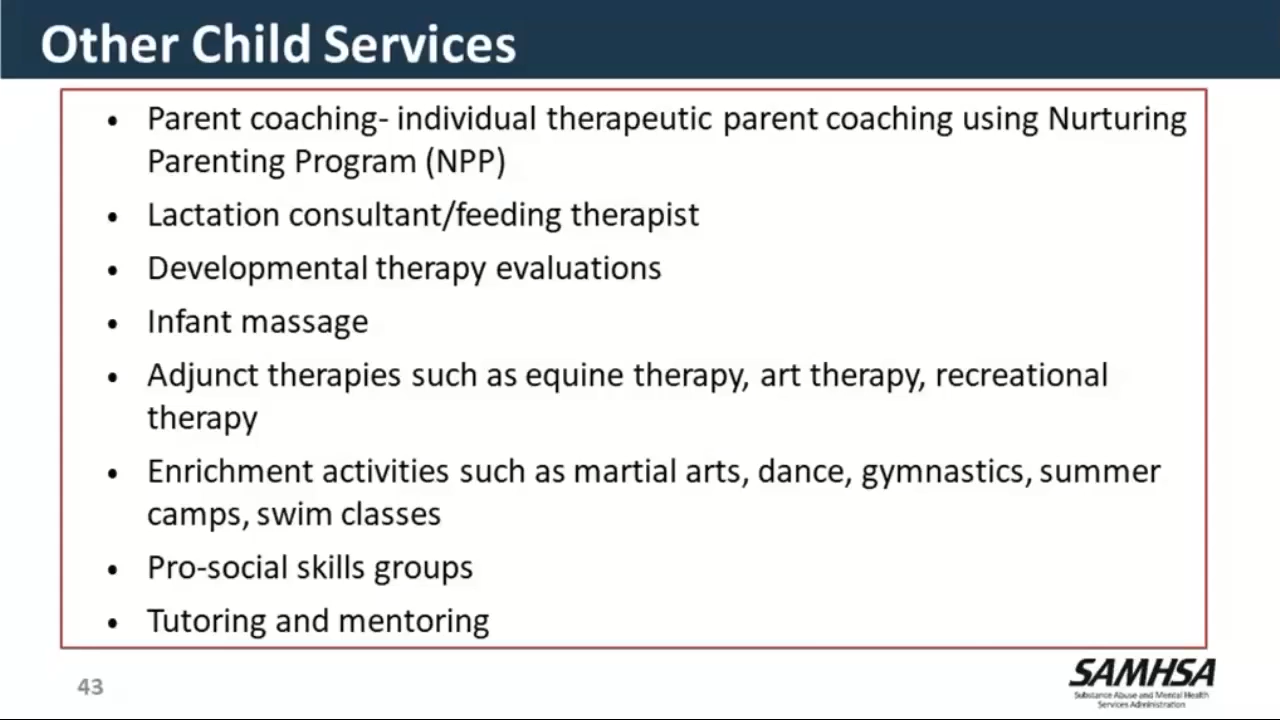 Other Child Services
• Parent coaching- individual therapeutic parent coaching using Nurturing
Parenting Program (NPP)
• Lactation consultant/feeding therapist
• Developmental therapy evaluations
• Infant massage
• Adjunct therapies such as equine therapy, art therapy, recreational
therapy
• Enrichment activities such as martial arts, dance, gymnastics, summer
camps, swim classes
• Pro-social skills groups
• Tutoring and mentoring
43
SAMHSA
Substance Abuse and Mental Health
Services Administration